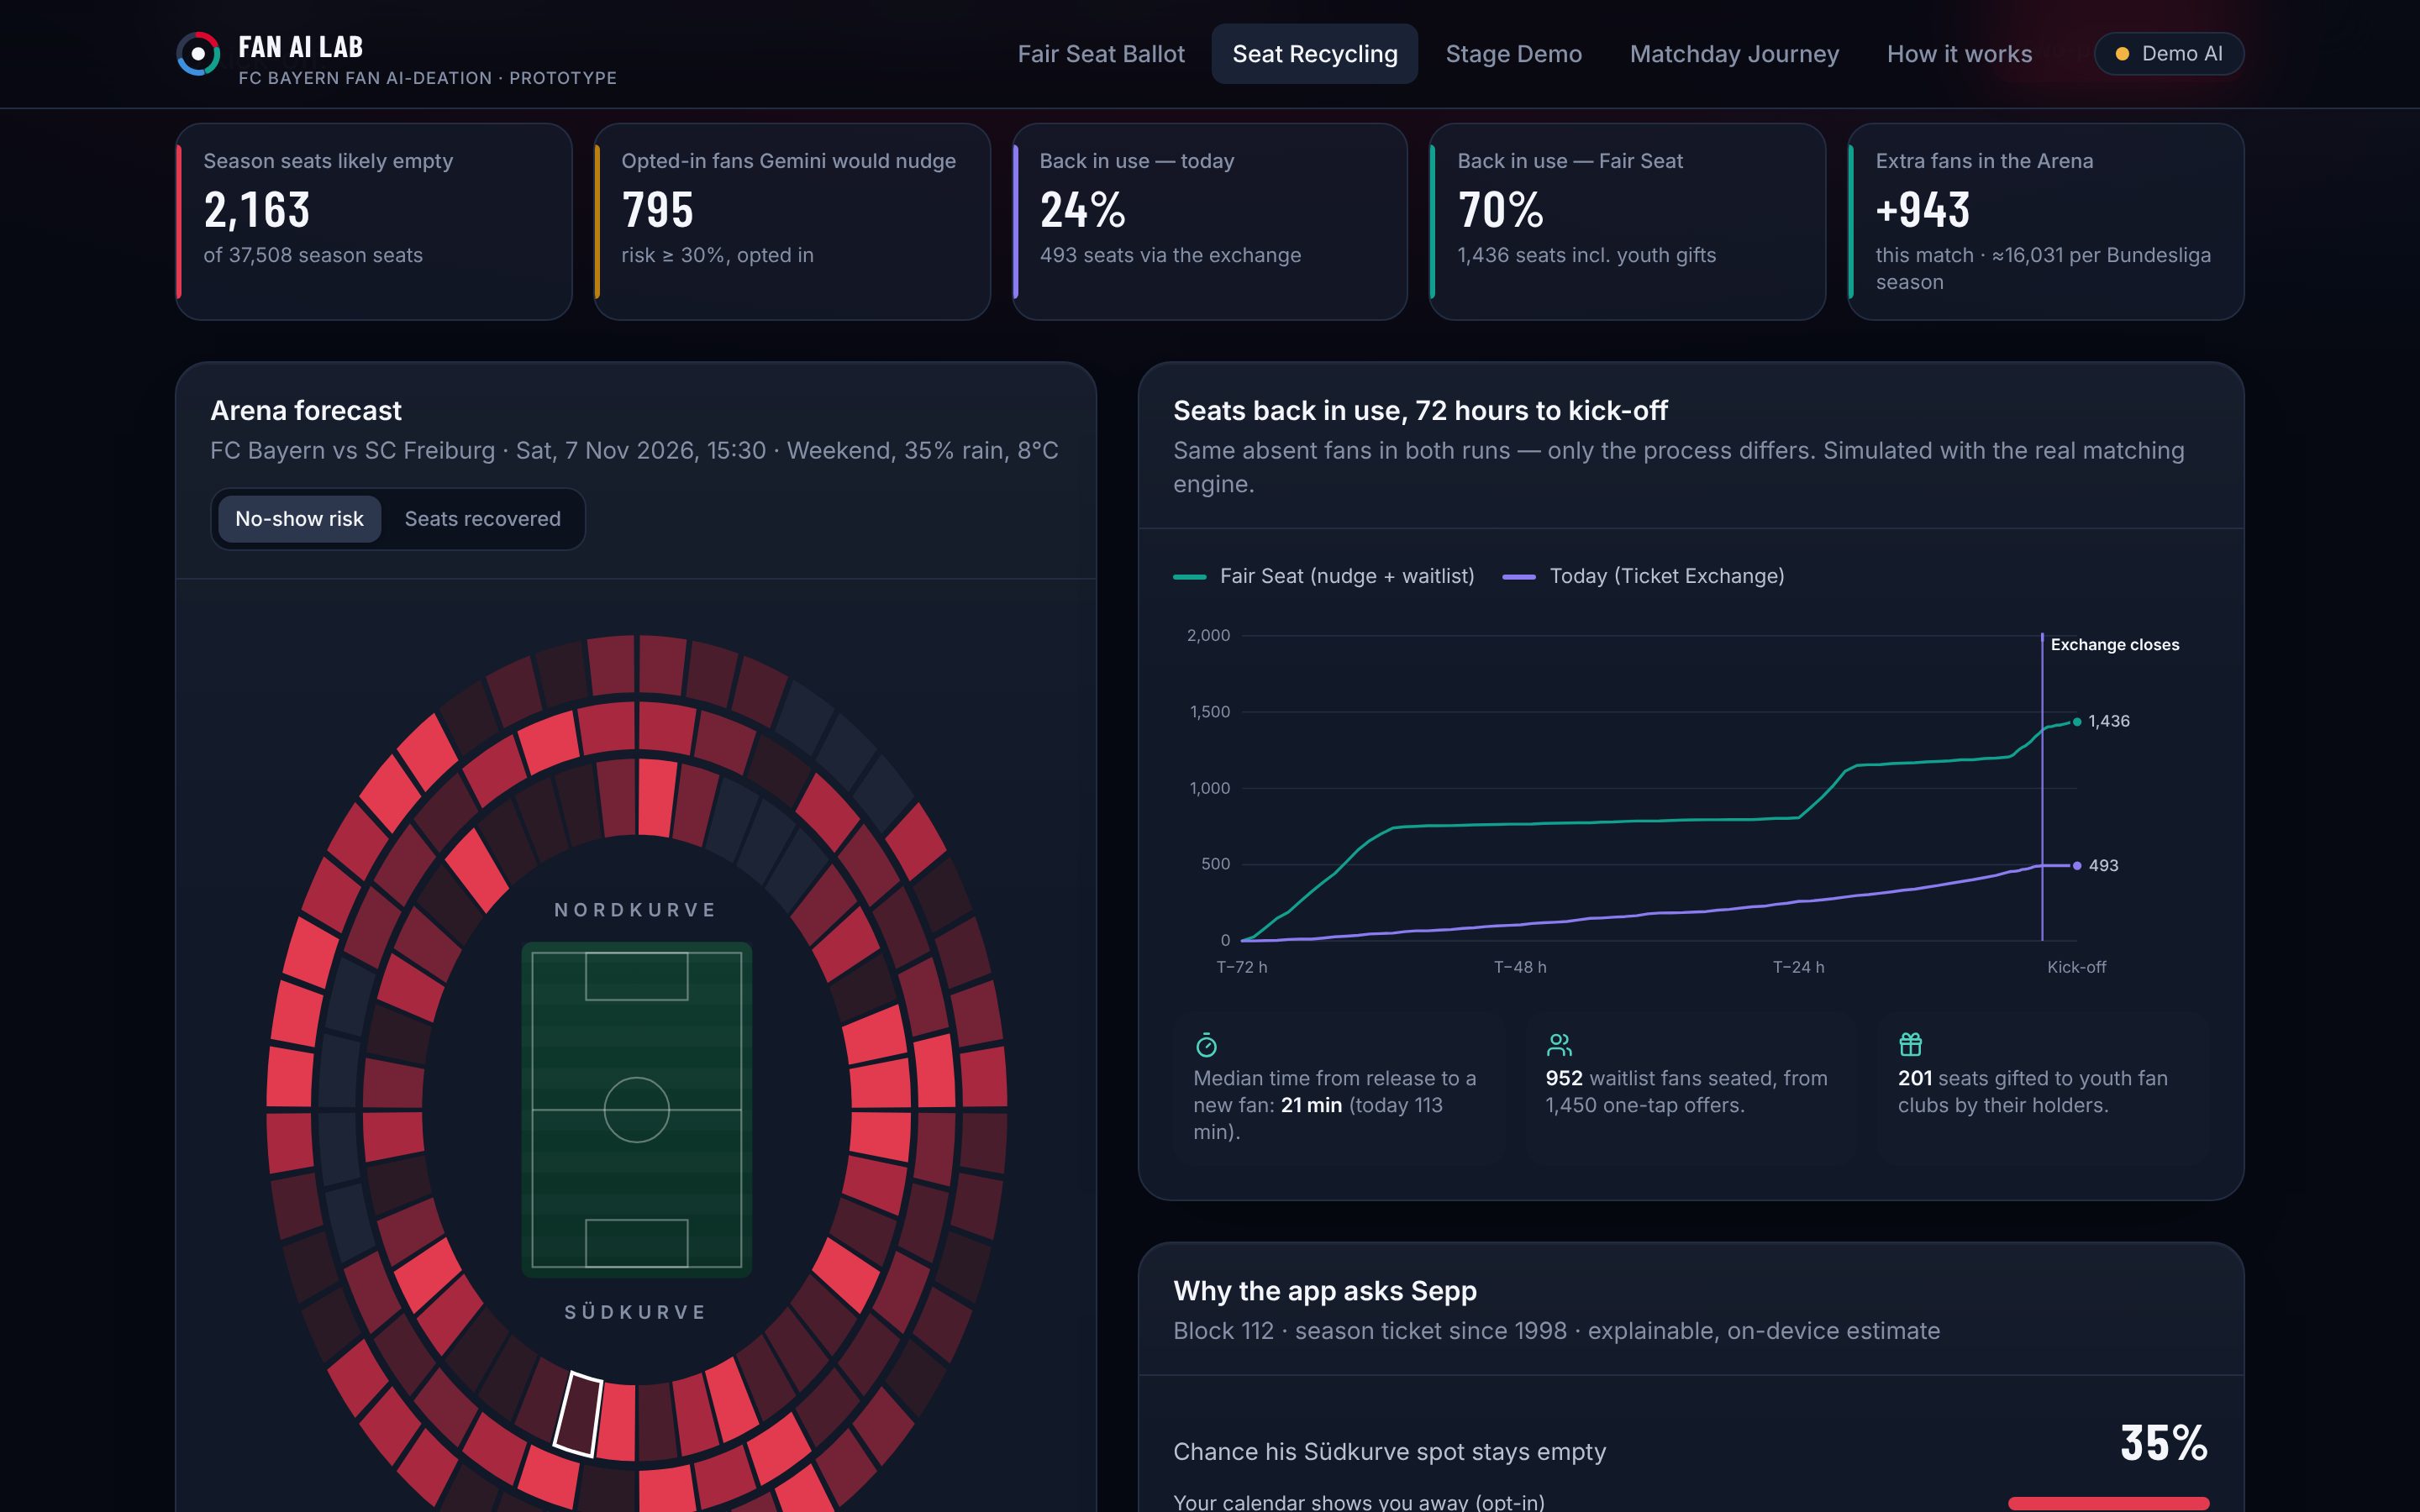 FAN AI LAB
FC BAYERN FAN AI-DEATION · PROTOTYPE
Fair Seat Ballot
Seat Recycling
Stage Demo
Matchday Journey
How it works
Demo AI
Season seats likely empty
2,163
of 37,508 season seats
Opted-in fans Gemini would nudge
795
risk ≥ 30%, opted in
Back in use — today
24%
493 seats via the exchange
Back in use — Fair Seat
70%
1,436 seats incl. youth gifts
Extra fans in the Arena
+943
this match · ≈16,031 per Bundesliga
season
Arena forecast
FC Bayern vs SC Freiburg · Sat, 7 Nov 2026, 15:30 · Weekend, 35% rain, 8°C
No-show risk
Seats recovered
NORDKURVE
SÜDKURVE
Seats back in use, 72 hours to kick-off
Same absent fans in both runs — only the process differs. Simulated with the real matching
engine.
Fair Seat (nudge + waitlist)
Today (Ticket Exchange)
2,000
Exchange closes
1,500
1,436
1,000
500
493
0
T−72 h
T−48 h
T−24 h
Kick-off
Median time from release to a
new fan: 21 min (today 113
min).
952 waitlist fans seated, from
1,450 one-tap offers.
201 seats gifted to youth fan
clubs by their holders.
Why the app asks Sepp
Block 112 · season ticket since 1998 · explainable, on-device estimate
Chance his Südkurve spot stays empty
35%
Your calendar shows you away (opt-in)